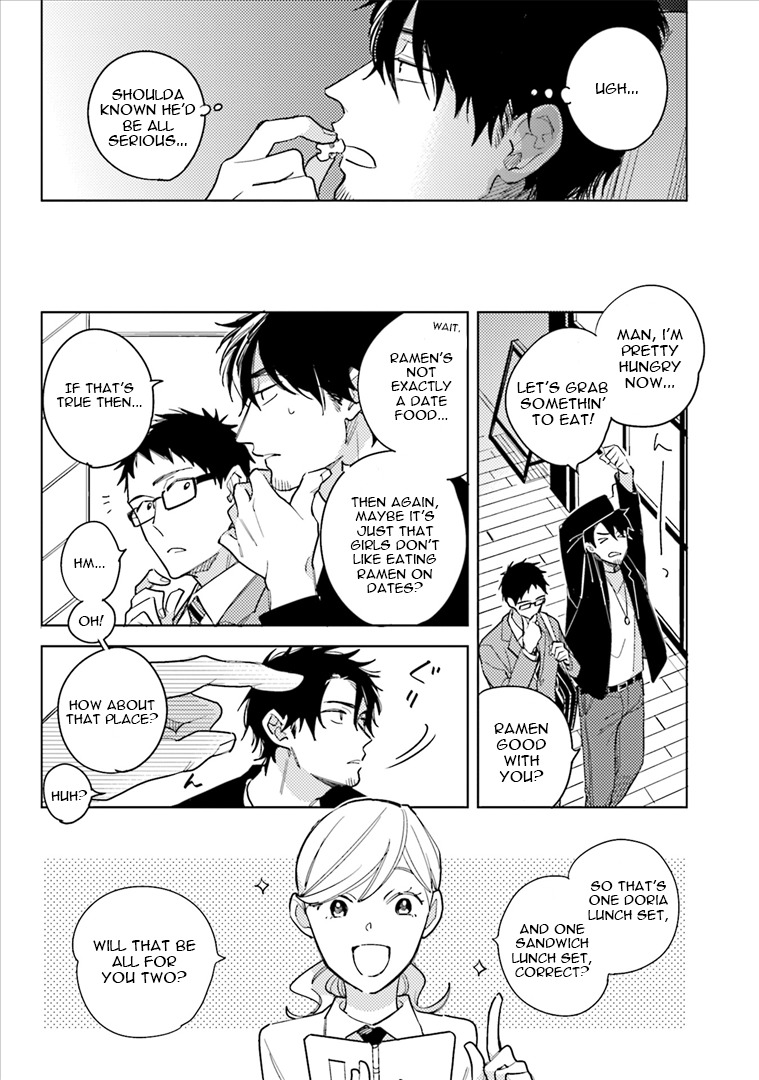 UGH...
SHOULDA
KNOWN HE'D
BE ALL
SERIOUS...
MAN, I'M
PRETTY
HUNGRY
NOW...
LET'S GRAB
SOMETHIN'
TO EAT!
ん〜
RAMEN
GOOD
WITH
YOU?
WAIT.
RAMEN'S
NOT
EXACTLY
A DATE
FOOD...
THEN AGAIN,
MAYBE IT'S
JUST THAT
GIRLS DON'T
LIKE EATING
RAMEN ON
DATES?
IF THAT'S
TRUE THEN...
HM...
OH!
HOW ABOUT
THAT PLACE?
ぐい
HUH?
SO THAT'S
ONE DORIA
LUNCH SET,
AND ONE
SANDWICH
LUNCH SET,
CORRECT?
WILL THAT BE
ALL FOR
YOU TWO?